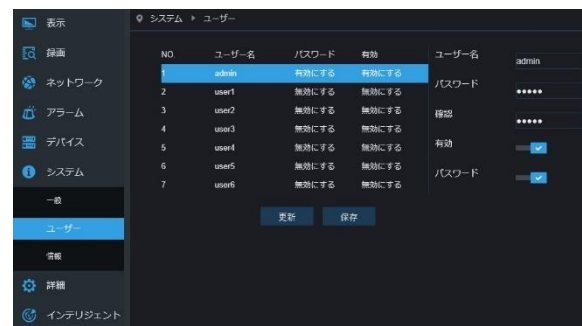 表示
録画
ネットワーク
アラーム
デバイス
システム
一般
ユーザー
情報
詳細
インテリジェント
システム ▸ ユーザー
NO. ユーザー名 パスワード 有効
1 admin 有効にする 有効にする
2 user1 無効にする 無効にする
3 user2 無効にする 無効にする
4 user3 無効にする 無効にする
5 user4 無効にする 無効にする
6 user5 無効にする 無効にする
7 user6 無効にする 無効にする
更新 保存
ユーザー名 admin
パスワード •••••
確認 •••••
有効
パスワード